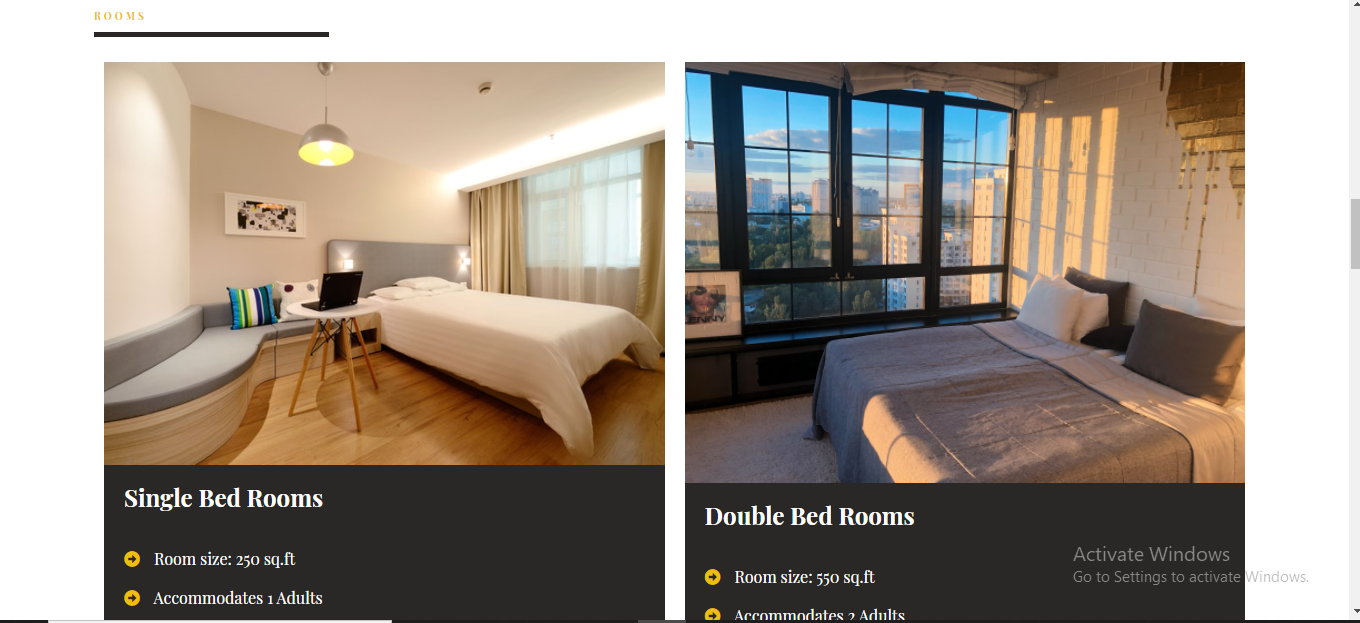 ROOMS
Single Bed Rooms
Room size: 250 sq.ft
Accommodates 1 Adults
Double Bed Rooms
Room size: 550 sq.ft
Accommodates 2 Adults
Activate Windows
Go to Settings to activate Windows.